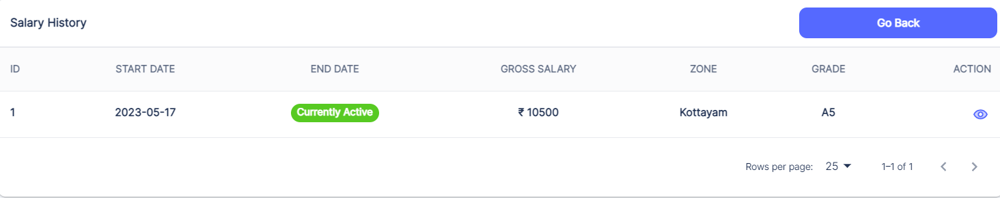 Salary History Go Back
ID START DATE END DATE GROSS SALARY ZONE GRADE ACTION
1 2023-05-17 Currently Active ₹ 10500 Kottayam A5
Rows per page: 25 1–1 of 1